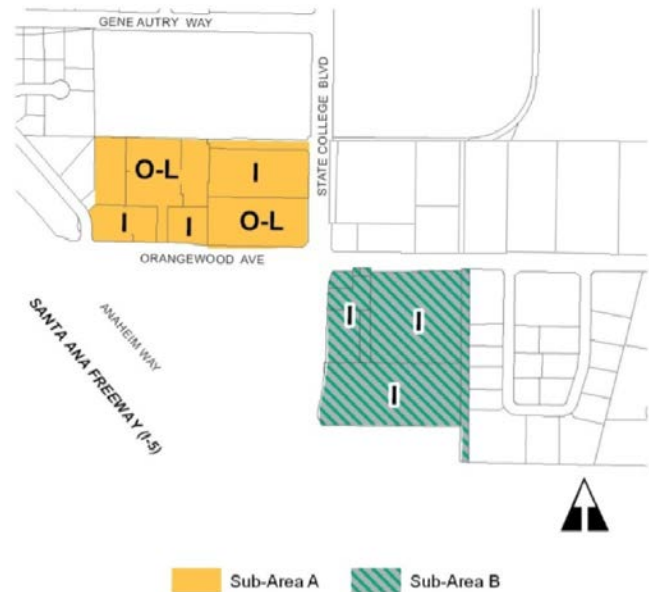 GENE AUTRY WAY
STATE COLLEGE BLVD
O-L
I
I
I
O-L
ORANGEWOOD AVE
ANAHEIM WAY
SANTA ANA FREEWAY (I-5)
I
I
I
Sub-Area A
Sub-Area B